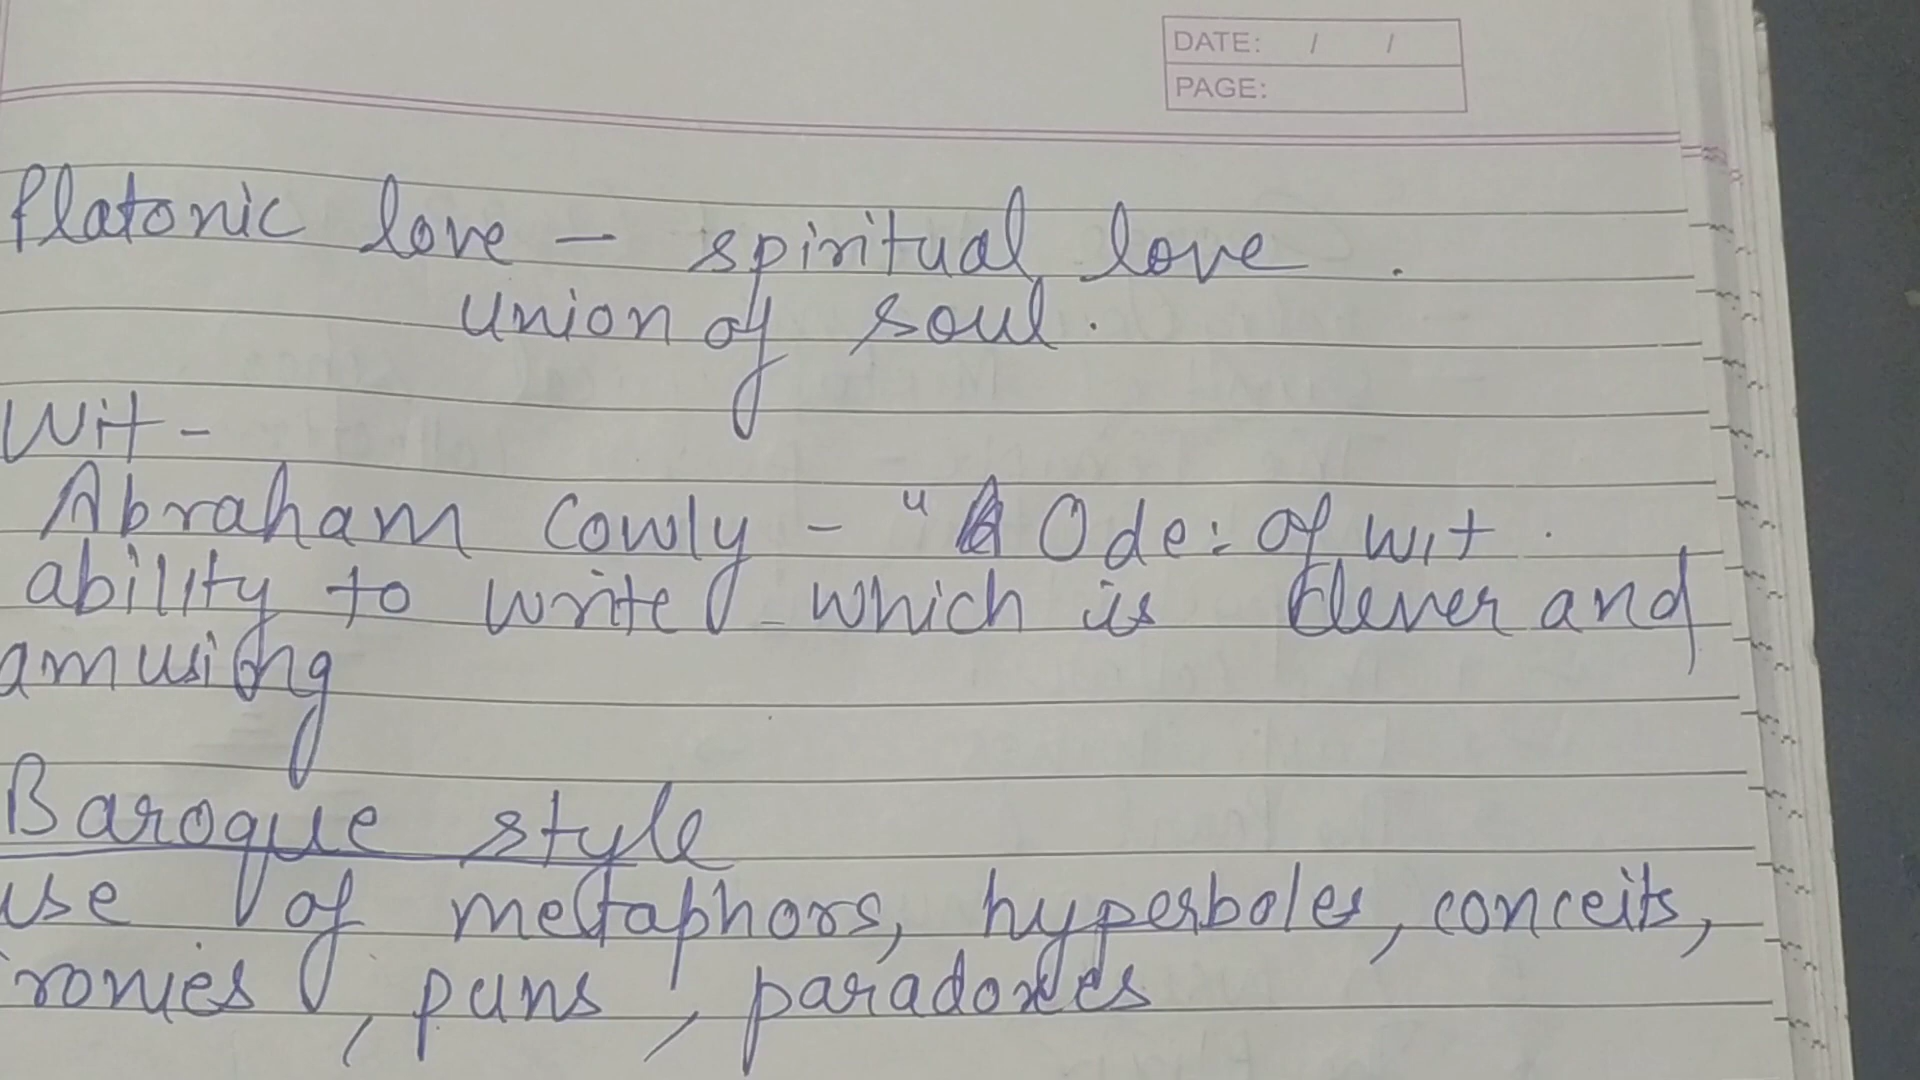 DATE: / /
PAGE:
Platonic love - spiritual love.
union of soul.
Wit -
Abraham Cowly - " Ode: of wit.
ability to write which is clever and
amusing
Baroque style
use of metaphors, hyperboles, conceits,
ronies, puns, paradoxes